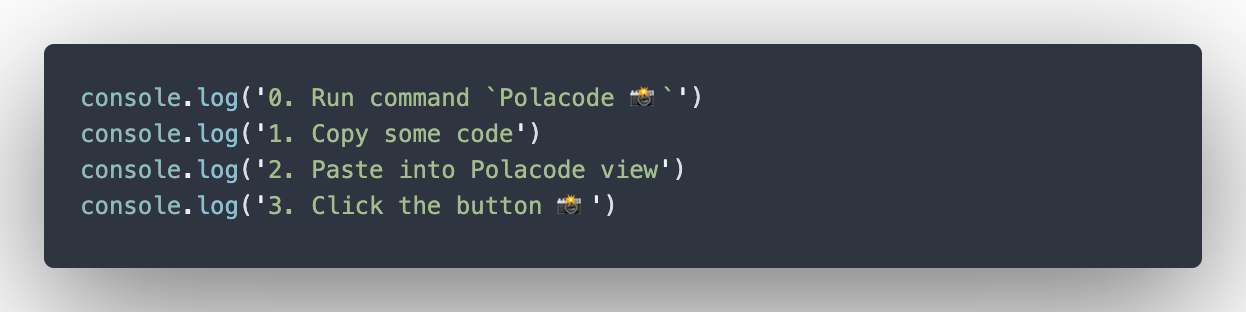 console.log('0. Run command `Polacode 📸`')
console.log('1. Copy some code')
console.log('2. Paste into Polacode view')
console.log('3. Click the button 📸 ')